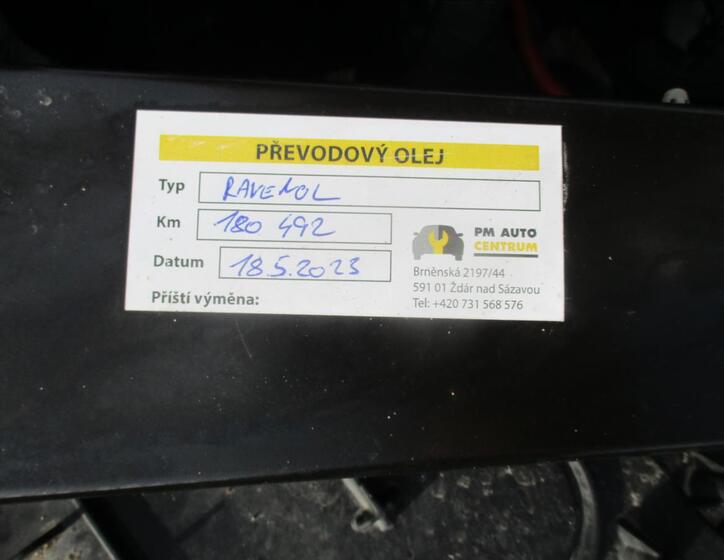 PŘEVODOVÝ OLEJ
Typ RAVENOL
Km 180 492
Datum 18.5.2023
Příští výměna:
PM AUTO
CENTRUM
Brněnská 2197/44
591 01 Ždár nad Sázavou
Tel: +420 731 568 576